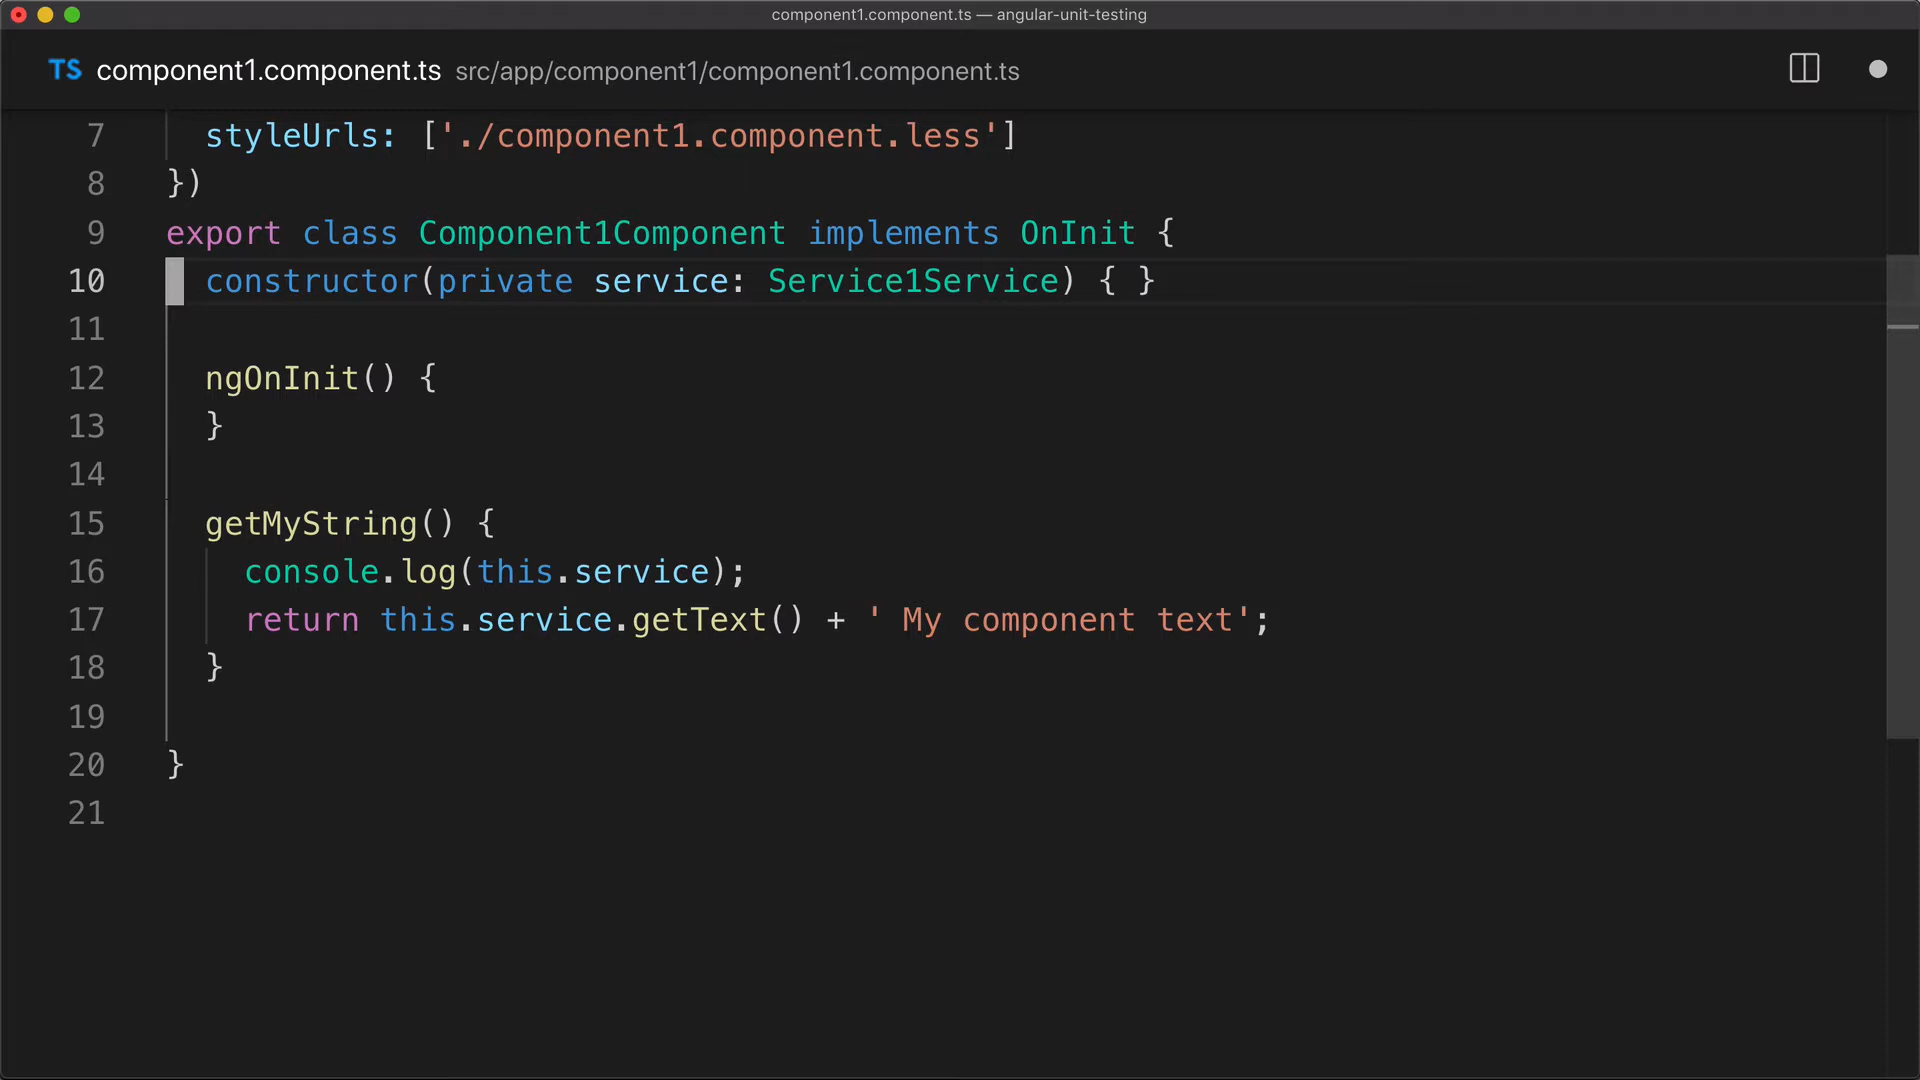 component1.component.ts — angular-unit-testing
TS component1.component.ts src/app/component1/component1.component.ts
7 styleUrls: ['./component1.component.less']
8 })
9 export class Component1Component implements OnInit {
10 constructor(private service: Service1Service) { }
11
12 ngOnInit() {
13 }
14
15 getMyString() {
16 console.log(this.service);
17 return this.service.getText() + ' My component text';
18 }
19
20 }
21